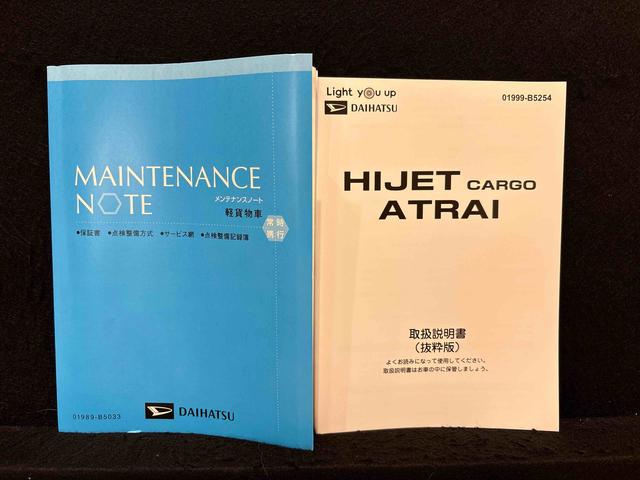 MAINTENANCE
NOTE
メンテナンスノート
軽貨物車
常時
携行
●保証書 ●点検整備方式 ●サービス網 ●点検整備記録簿
01989-B5033
DAIHATSU
Light you up
DAIHATSU
01999-B5254
HIJET CARGO
ATRAI
取扱説明書
(抜粋版)
よくお読みになって使用してください。
取扱説明書はお車の中に保管しましょう。